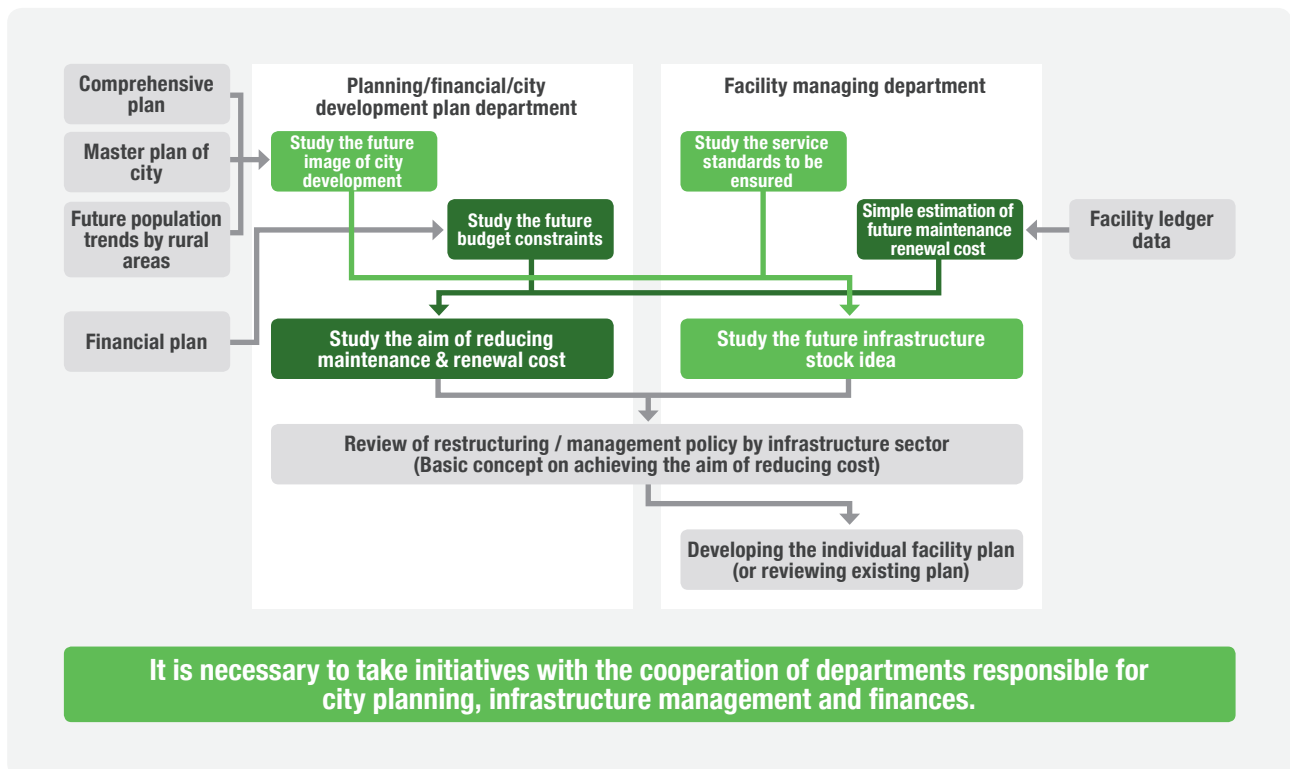 Comprehensive
plan
Master plan of
city
Future population
trends by rural
areas
Financial plan
Planning/financial/city
development plan department
Study the future
image of city
development
Study the future
budget constraints
Study the aim of reducing
maintenance & renewal cost
Facility managing department
Study the service
standards to be
ensured
Simple estimation of
future maintenance
renewal cost
Facility ledger
data
Study the future infrastructure
stock idea
Review of restructuring / management policy by infrastructure sector
(Basic concept on achieving the aim of reducing cost)
Developing the individual facility plan
(or reviewing existing plan)
It is necessary to take initiatives with the cooperation of departments responsible for
city planning, infrastructure management and finances.